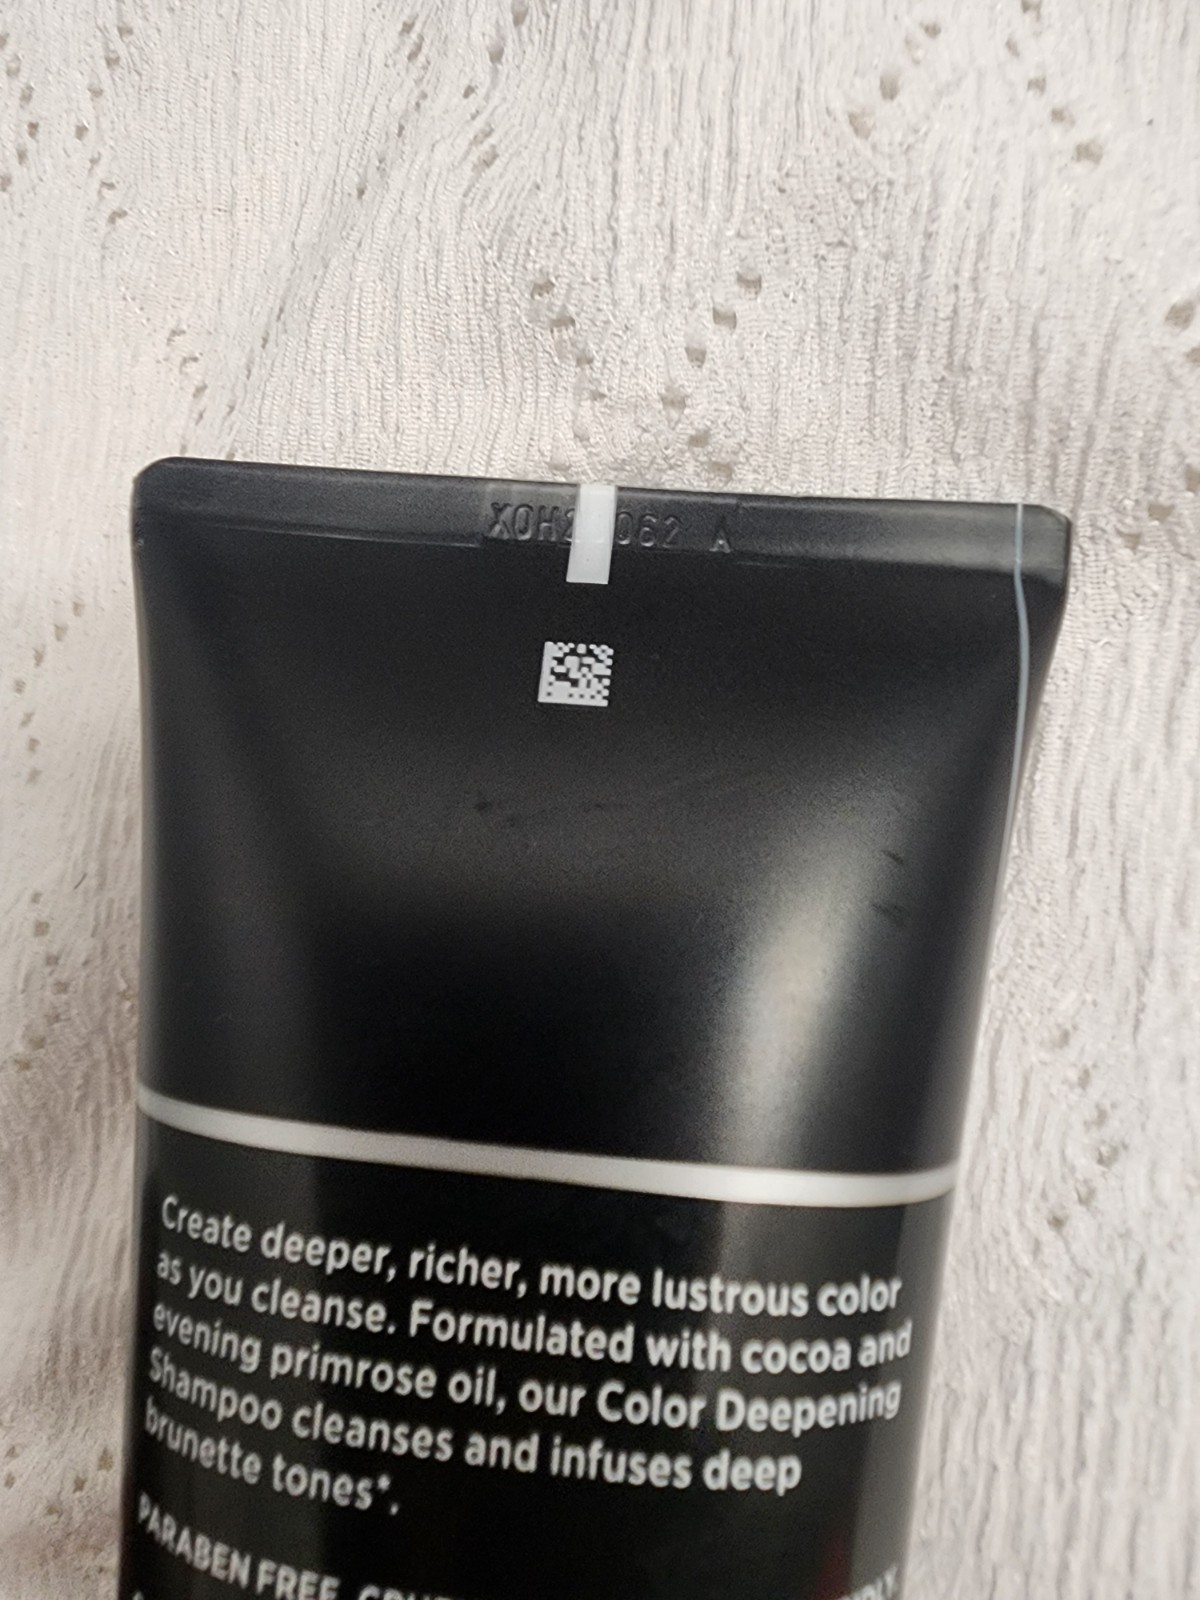 Create deeper, richer, more lustrous color
as you cleanse. Formulated with cocoa and
evening primrose oil, our Color Deepening
Shampoo cleanses and infuses deep
brunette tones*.
PARABEN FREE